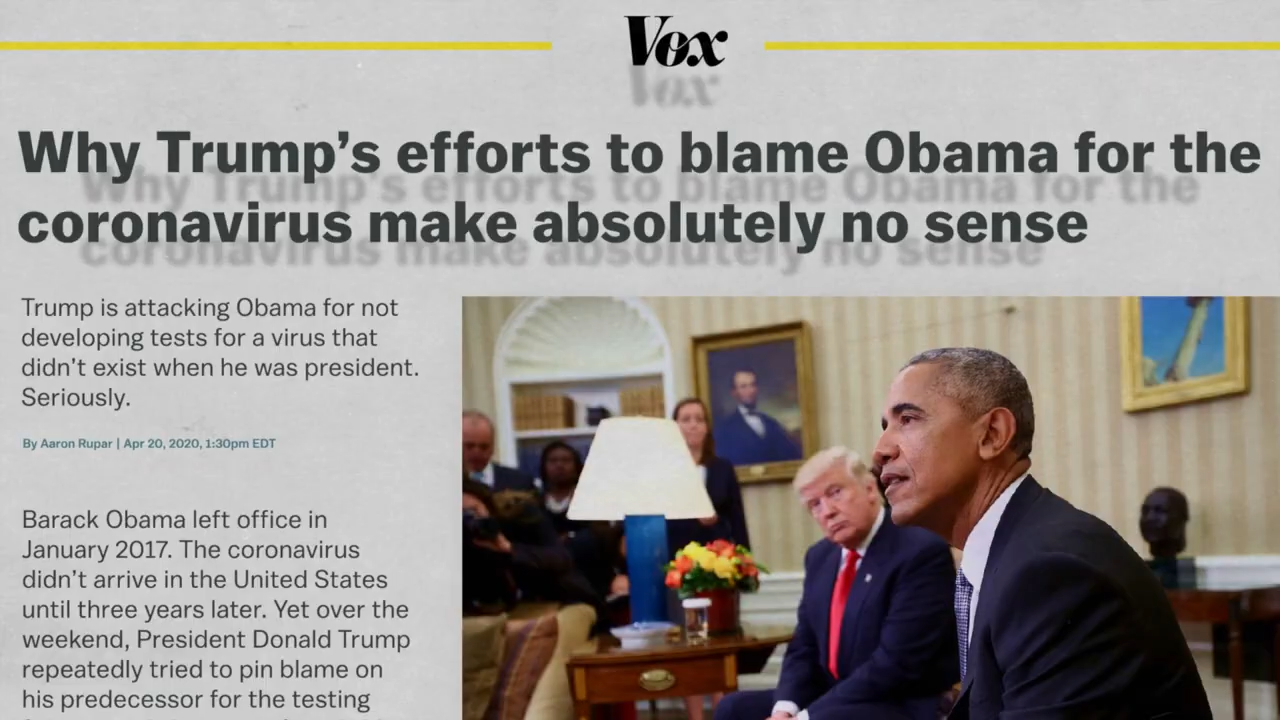 Vox
Why Trump's efforts to blame Obama for the
coronavirus make absolutely no sense
Trump is attacking Obama for not
developing tests for a virus that
didn't exist when he was president.
Seriously.
By Aaron Rupar | Apr 20, 2020, 1:30pm EDT
Barack Obama left office in
January 2017. The coronavirus
didn't arrive in the United States
until three years later. Yet over the
weekend, President Donald Trump
repeatedly tried to pin blame on
his predecessor for the testing